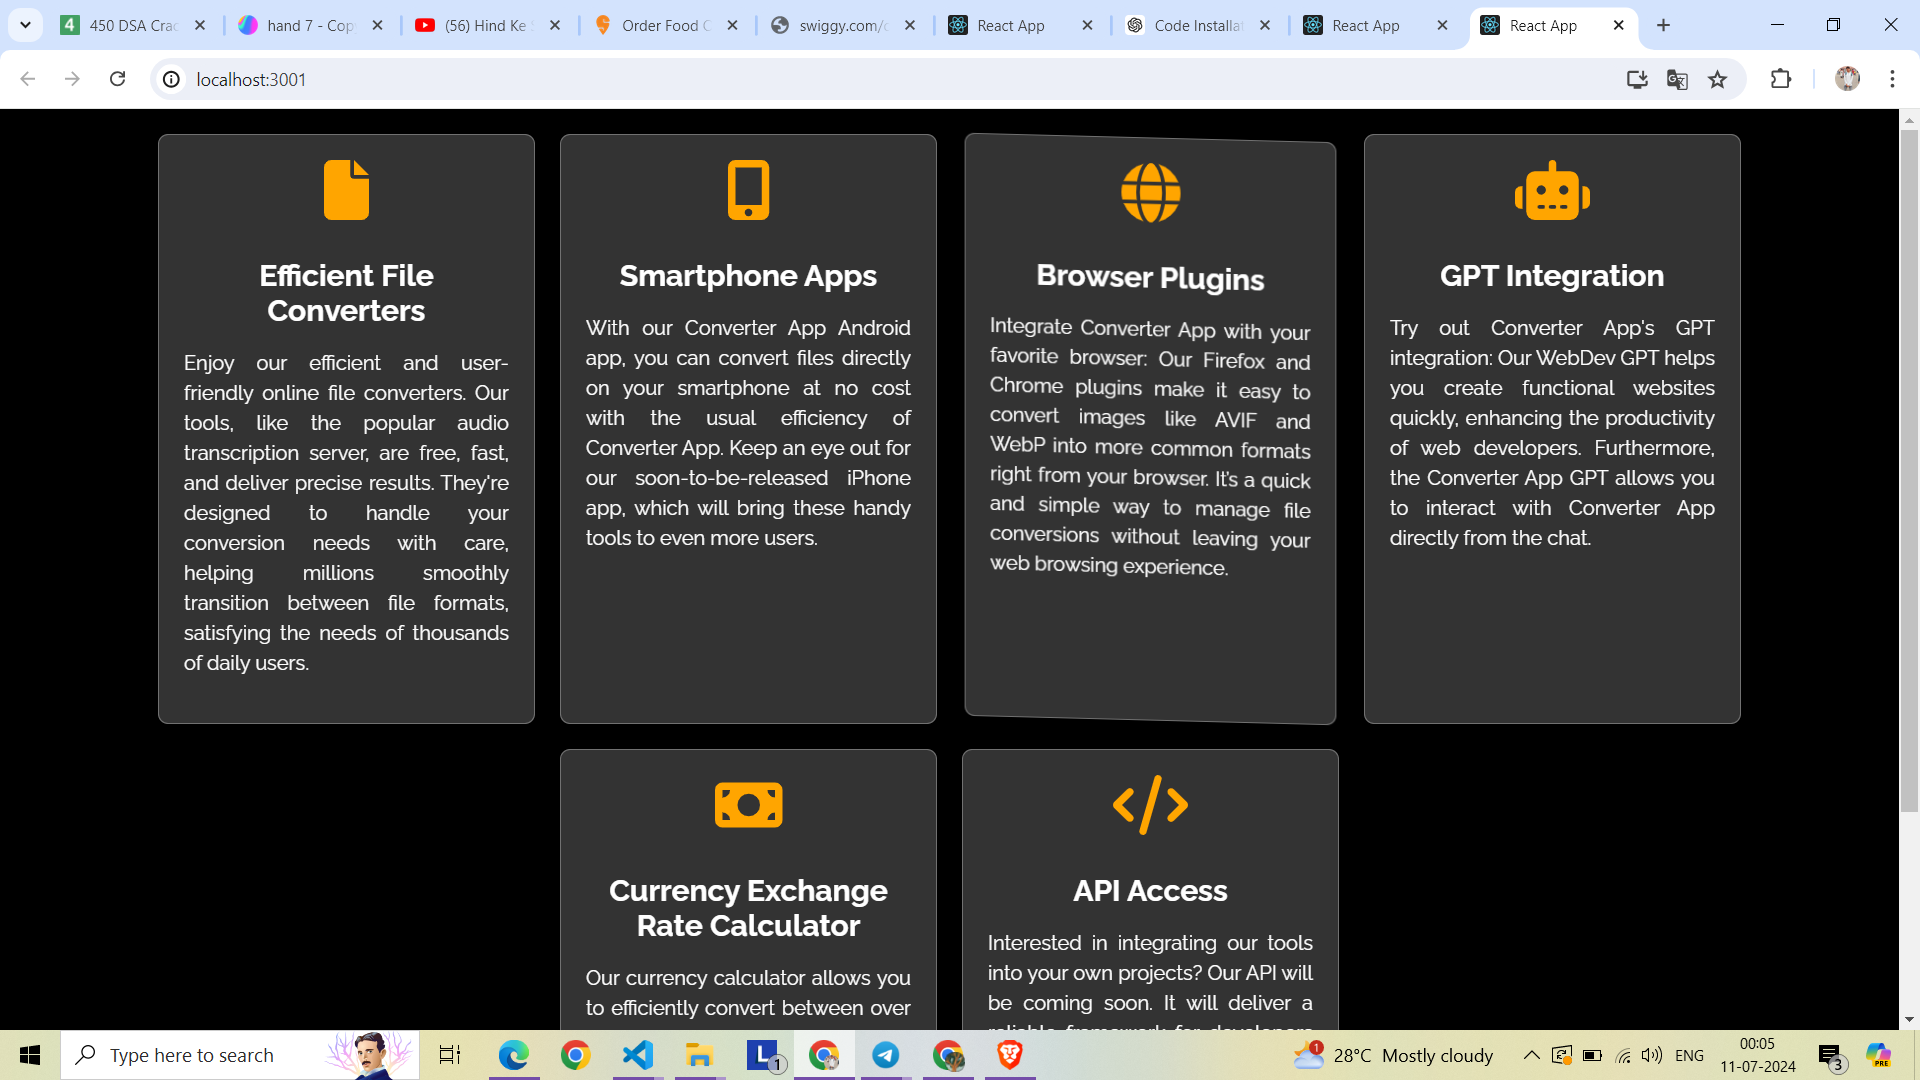 450 DSA Crac
hand 7 - Cop
(56) Hind Ke
Order Food O
swiggy.com/
React App
Code Installa
React App
React App
localhost:3001
Efficient File
Converters
Enjoy our efficient and user-
friendly online file converters. Our
tools, like the popular audio
transcription server, are free, fast,
and deliver precise results. They're
designed to handle your
conversion needs with care,
helping millions smoothly
transition between file formats,
satisfying the needs of thousands
of daily users.
Smartphone Apps
With our Converter App Android
app, you can convert files directly
on your smartphone at no cost
with the usual efficiency of
Converter App. Keep an eye out for
our soon-to-be-released iPhone
app, which will bring these handy
tools to even more users.
Browser Plugins
Integrate Converter App with your
favorite browser: Our Firefox and
Chrome plugins make it easy to
convert images like AVIF and
WebP into more common formats
right from your browser. It's a quick
and simple way to manage file
conversions without leaving your
web browsing experience.
GPT Integration
Try out Converter App's GPT
integration: Our WebDev GPT helps
you create functional websites
quickly, enhancing the productivity
of web developers. Furthermore,
the Converter App GPT allows you
to interact with Converter App
directly from the chat.
Currency Exchange
Rate Calculator
Our currency calculator allows you
to efficiently convert between over
API Access
Interested in integrating our tools
into your own projects? Our API will
be coming soon. It will deliver a
reliable framework for developers
Type here to search
28°C Mostly cloudy
ENG
00:05
11-07-2024